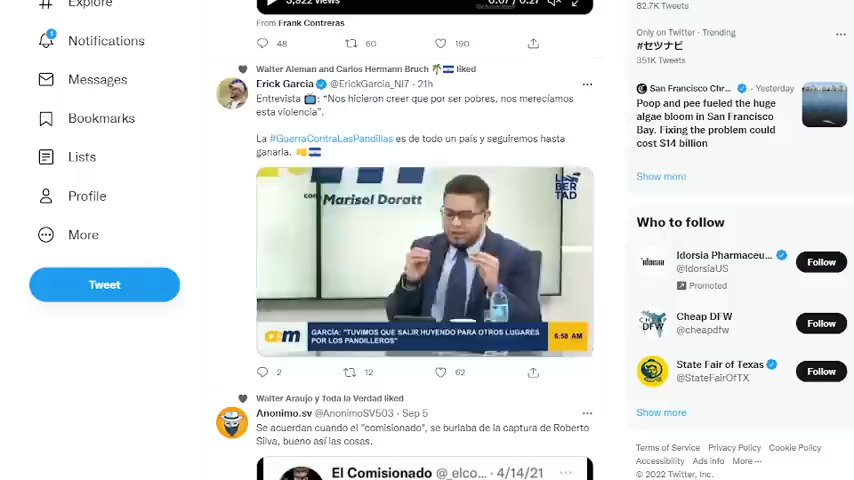 Explore
1
Notifications
Messages
Bookmarks
Lists
Profile
More
Tweet
3,922 views
0:07 / 0:27
From Frank Contreras
48
60
190
Walter Aleman and Carlos Hermann Bruch 🌴🇸🇻 liked
Erick Garcia @ErickGarcia_NI7 · 21h
Entrevista 📺: “Nos hicieron creer que por ser pobres, nos merecíamos
esta violencia”.
La #GuerraContraLasPandillas es de todo un país y seguiremos hasta
ganarla. 👊🇸🇻
con Marisol Doratt
LIBERTAD
a:m
GARCÍA: "TUVIMOS QUE SALIR HUYENDO PARA OTROS LUGARES
POR LOS PANDILLEROS"
6:58 AM
2
12
62
Walter Araujo y Toda la Verdad liked
Anonimo.sv @AnonimoSV503 · Sep 5
Se acuerdan cuando el "comisionado", se burlaba de la captura de Roberto
Silva, bueno así las cosas.
El Comisionado @_elco... · 4/14/21
82.7K Tweets
Only on Twitter · Trending
#セツナビ
351K Tweets
San Francisco Chr... · Yesterday
Poop and pee fueled the huge
algae bloom in San Francisco
Bay. Fixing the problem could
cost $14 billion
Show more
Who to follow
Idorsia
Idorsia Pharmaceu...
@IdorsiaUS
Promoted
Follow
CHEAP
DFW
Cheap DFW
@cheapdfw
Follow
State Fair of Texas
@StateFairOfTX
Follow
Show more
Terms of Service Privacy Policy Cookie Policy
Accessibility Ads info More ···
© 2022 Twitter, Inc.